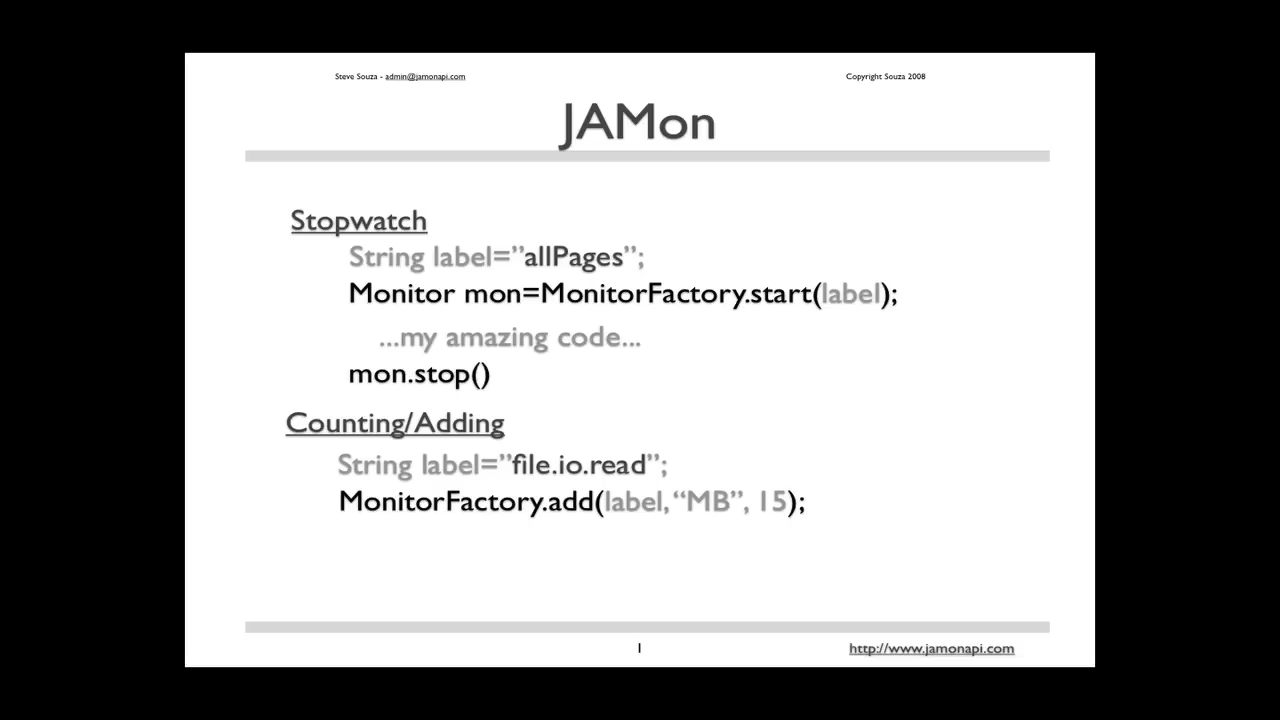 Steve Souza - admin@jamonapi.com
Copyright Souza 2008
JAMon
Stopwatch
String label=”allPages”;
Monitor mon=MonitorFactory.start(label);
...my amazing code...
mon.stop()
Counting/Adding
String label=”file.io.read”;
MonitorFactory.add(label, “MB”, 15);
1
http://www.jamonapi.com